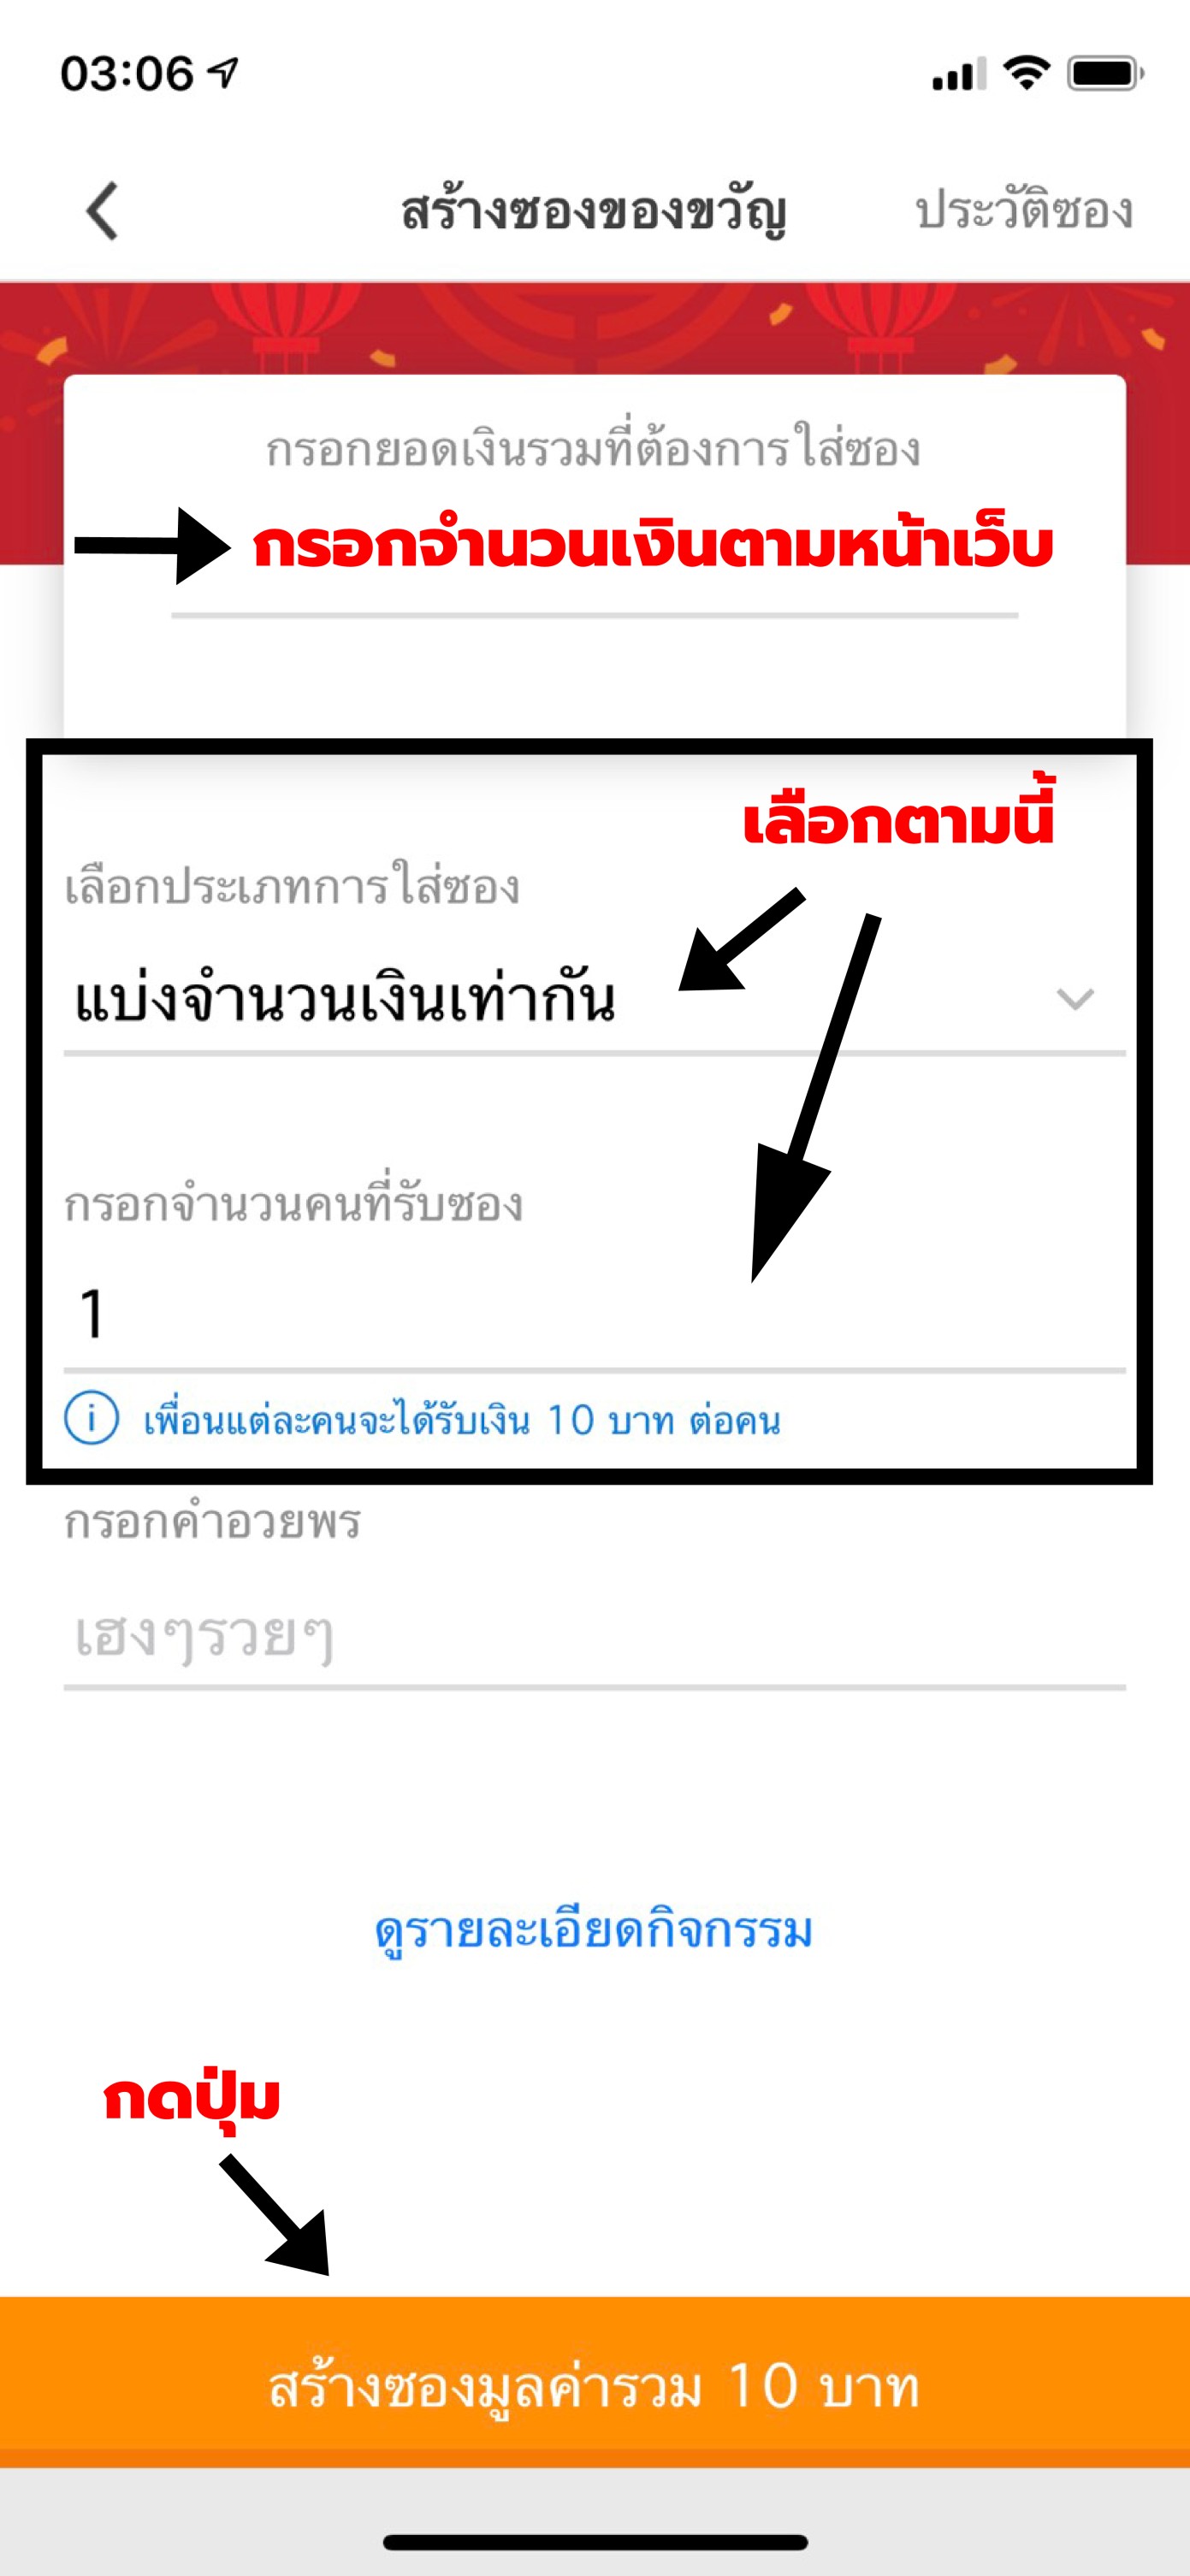 03:06
สร้างซองของขวัญ
ประวัติซอง
กรอกยอดเงินรวมที่ต้องการใส่ซอง
กรอกจำนวนเงินตามหน้าเว็บ
เลือกตามนี้
เลือกประเภทการใส่ซอง
แบ่งจำนวนเงินเท่ากัน
กรอกจำนวนคนที่รับซอง
1
เพื่อนแต่ละคนจะได้รับเงิน 10 บาท ต่อคน
กรอกคำอวยพร
เฮงๆรวยๆ
ดูรายละเอียดกิจกรรม
กดปุ่ม
สร้างซองมูลค่ารวม 10 บาท